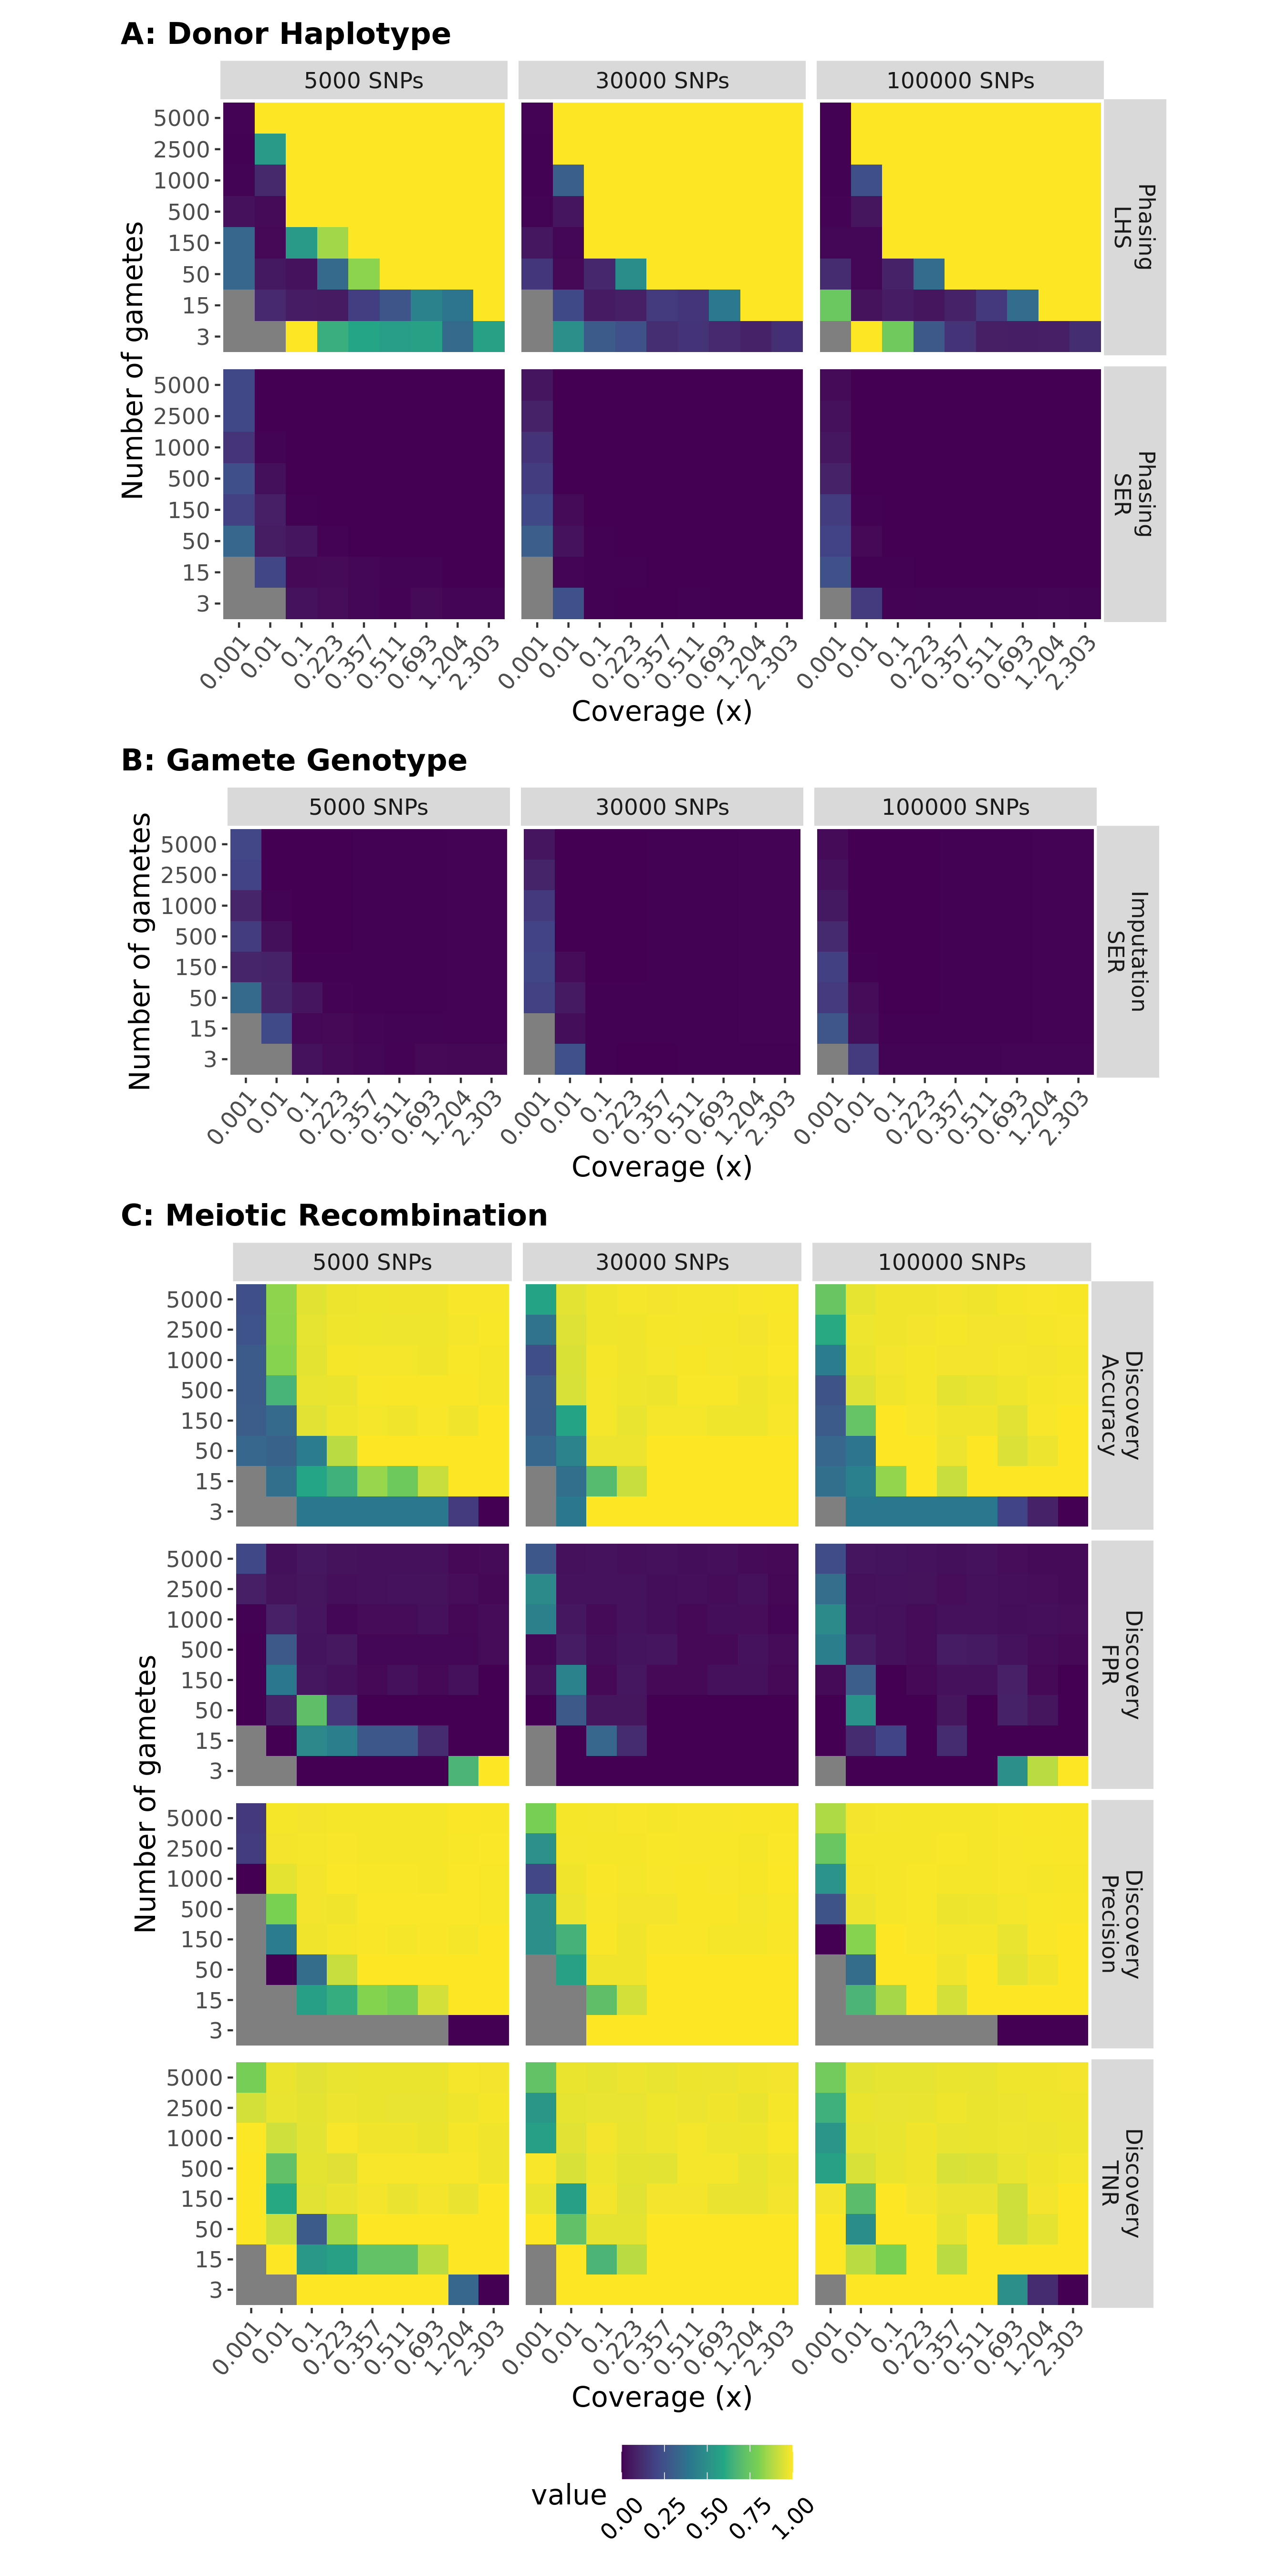 A: Donor Haplotype
5000 SNPs
30000 SNPs
100000 SNPs
Number of gametes
5000
2500
1000
500
150
50
15
3
Phasing
LHS
5000
2500
1000
500
150
50
15
3
Phasing
SER
0.001 0.01 0.1 0.223 0.357 0.511 0.693 1.204 2.303
0.001 0.01 0.1 0.223 0.357 0.511 0.693 1.204 2.303
0.001 0.01 0.1 0.223 0.357 0.511 0.693 1.204 2.303
Coverage (x)
B: Gamete Genotype
5000 SNPs
30000 SNPs
100000 SNPs
Number of gametes
5000
2500
1000
500
150
50
15
3
Imputation
SER
0.001 0.01 0.1 0.223 0.357 0.511 0.693 1.204 2.303
0.001 0.01 0.1 0.223 0.357 0.511 0.693 1.204 2.303
0.001 0.01 0.1 0.223 0.357 0.511 0.693 1.204 2.303
Coverage (x)
C: Meiotic Recombination
5000 SNPs
30000 SNPs
100000 SNPs
Number of gametes
5000
2500
1000
500
150
50
15
3
Discovery
Accuracy
5000
2500
1000
500
150
50
15
3
Discovery
FPR
5000
2500
1000
500
150
50
15
3
Discovery
Precision
5000
2500
1000
500
150
50
15
3
Discovery
TNR
0.001 0.01 0.1 0.223 0.357 0.511 0.693 1.204 2.303
0.001 0.01 0.1 0.223 0.357 0.511 0.693 1.204 2.303
0.001 0.01 0.1 0.223 0.357 0.511 0.693 1.204 2.303
Coverage (x)
value
0.00 0.25 0.50 0.75 1.00